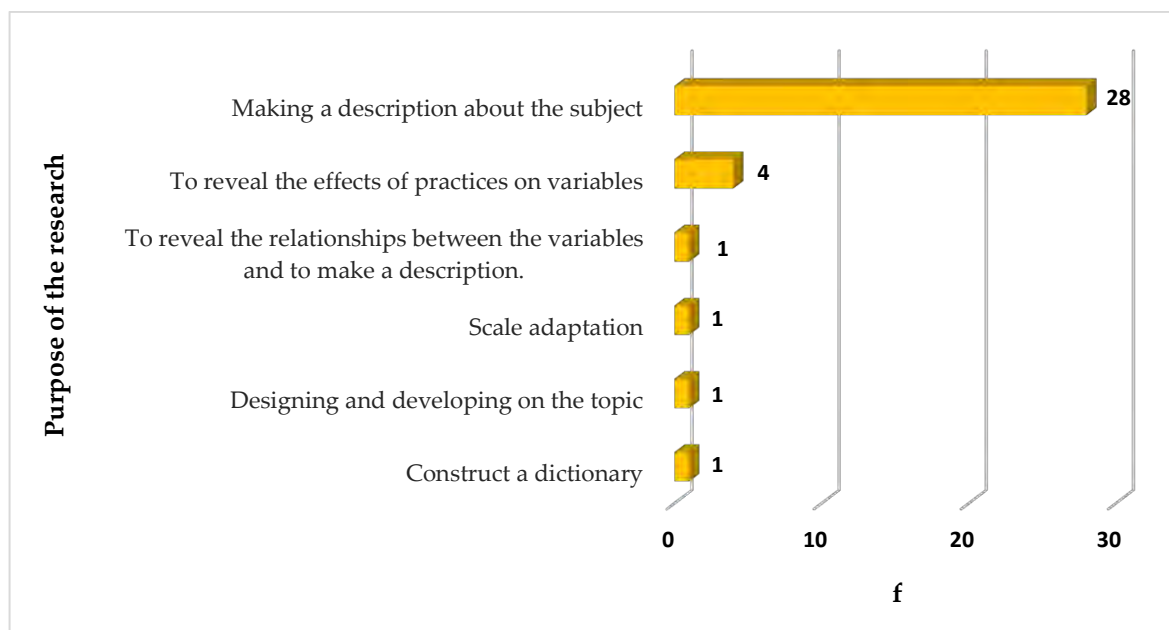 Purpose of the research
Making a description about the subject
28
To reveal the effects of practices on variables
4
To reveal the relationships between the variables
and to make a description.
1
Scale adaptation
1
Designing and developing on the topic
1
Construct a dictionary
1
0 10 20 30
f